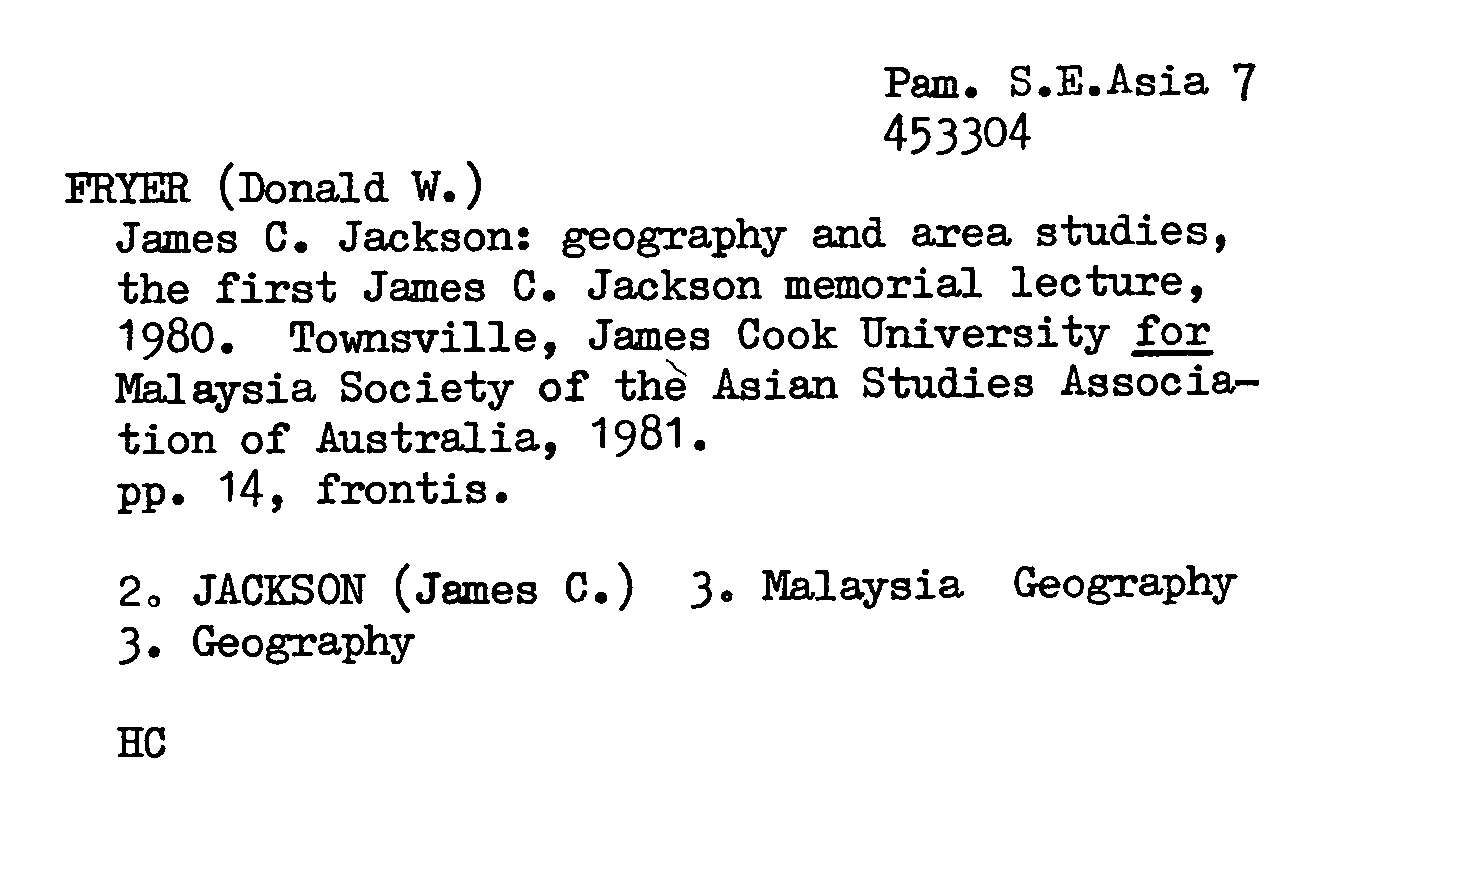 Pam. S.E.Asia 7
453304
FRYER (Donald W.)
James C. Jackson: geography and area studies,
the first James C. Jackson memorial lecture,
1980. Townsville, James Cook University for
Malaysia Society of the Asian Studies Associa-
tion of Australia, 1981.
pp. 14, frontis.
2. JACKSON (James C.) 3. Malaysia Geography
3. Geography
HC